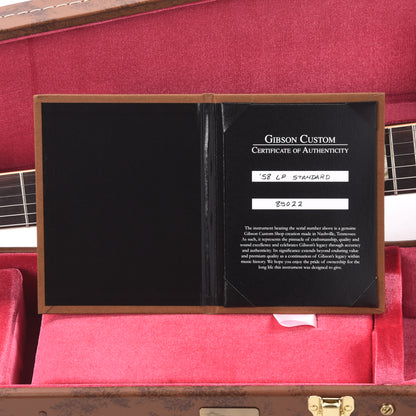 GIBSON CUSTOM
CERTIFICATE OF AUTHENTICITY
'58 LP STANDARD
85022
The instrument bearing the serial number above is a genuine
Gibson Custom Shop creation made in Nashville, Tennessee.
As such, it represents the pinnacle of craftsmanship, quality and
sound excellence and celebrates Gibson's legacy through accuracy
and authenticity. Its significance extends beyond enduring value
and premium quality as a continuation of Gibson's legacy within
music history. We hope you enjoy the pride of ownership for the
long life this instrument was designed to give.